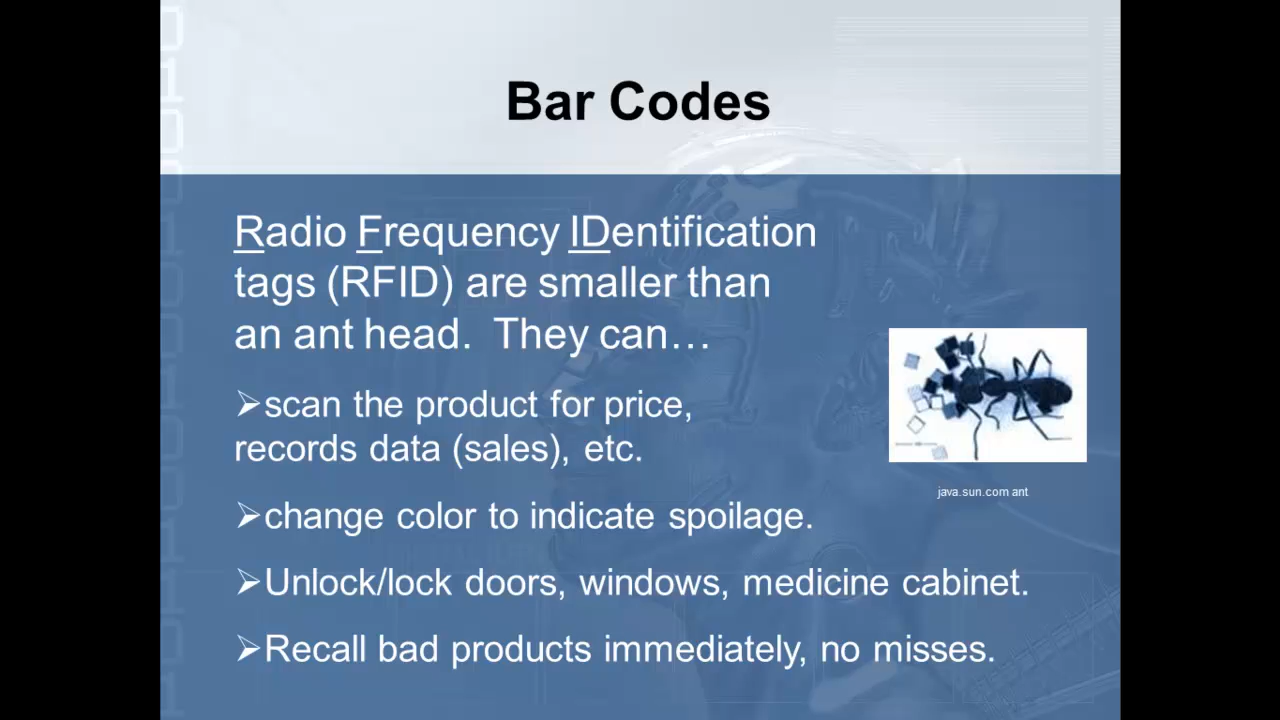 Bar Codes
Radio Frequency IDentification
tags (RFID) are smaller than
an ant head.  They can…
➢scan the product for price,
records data (sales), etc.
➢change color to indicate spoilage.
➢Unlock/lock doors, windows, medicine cabinet.
➢Recall bad products immediately, no misses.
java.sun.com ant